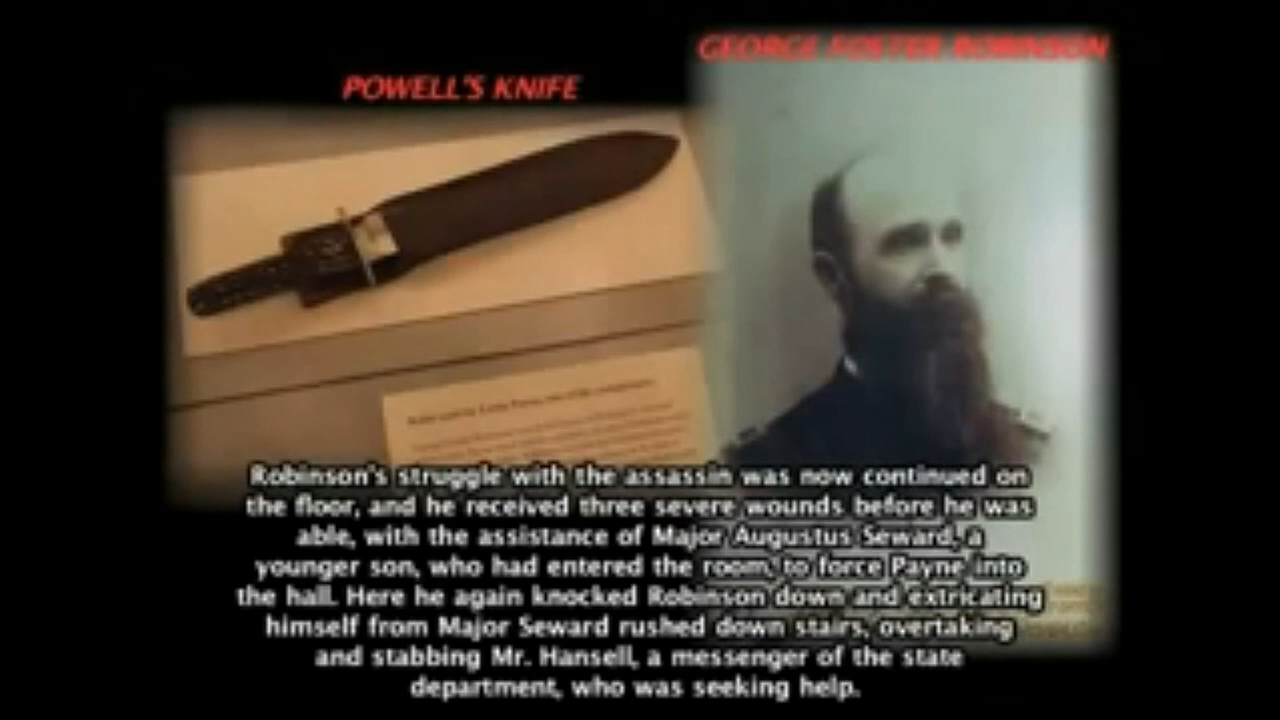 GEORGE FOSTER ROBINSON
POWELL'S KNIFE
Robinson's struggle with the assassin was now continued on
the floor, and he received three severe wounds before he was
able, with the assistance of Major Augustus Seward, a
younger son, who had entered the room, to force Payne into
the hall. Here he again knocked Robinson down and extricating
himself from Major Seward rushed down stairs, overtaking
and stabbing Mr. Hansell, a messenger of the state
department, who was seeking help.